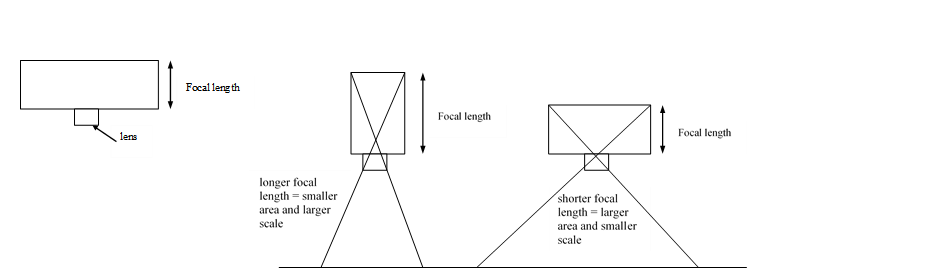 Focal length
lens
Focal length
longer focal
length = smaller
area and larger
scale
Focal length
shorter focal
length = larger
area and smaller
scale